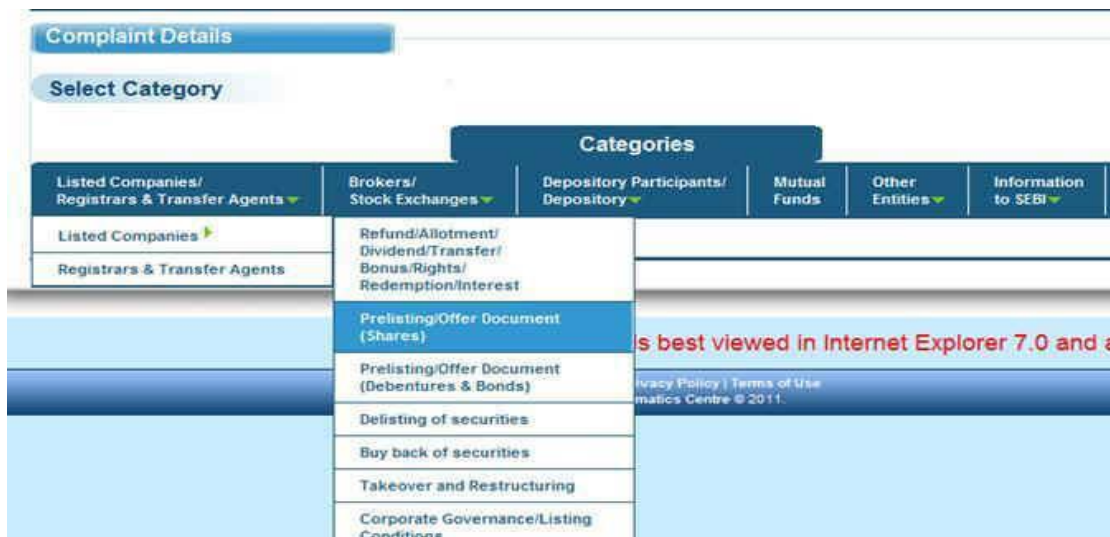 Complaint Details
Select Category
Categories
Listed Companies/
Registrars & Transfer Agents
Brokers/
Stock Exchanges
Depository Participants/
Depository
Mutual
Funds
Other
Entities
Information
to SEBI
Listed Companies
Registrars & Transfer Agents
Refund/Allotment/
Dividend/Transfer/
Bonus/Rights/
Redemption/Interest
Prelisting/Offer Document
(Shares)
Prelisting/Offer Document
(Debentures & Bonds)
Delisting of securities
Buy back of securities
Takeover and Restructuring
Corporate Governance/Listing
Conditions
s best viewed in Internet Explorer 7.0 and a
ivacy Policy | Terms of Use
matics Centre © 2011.